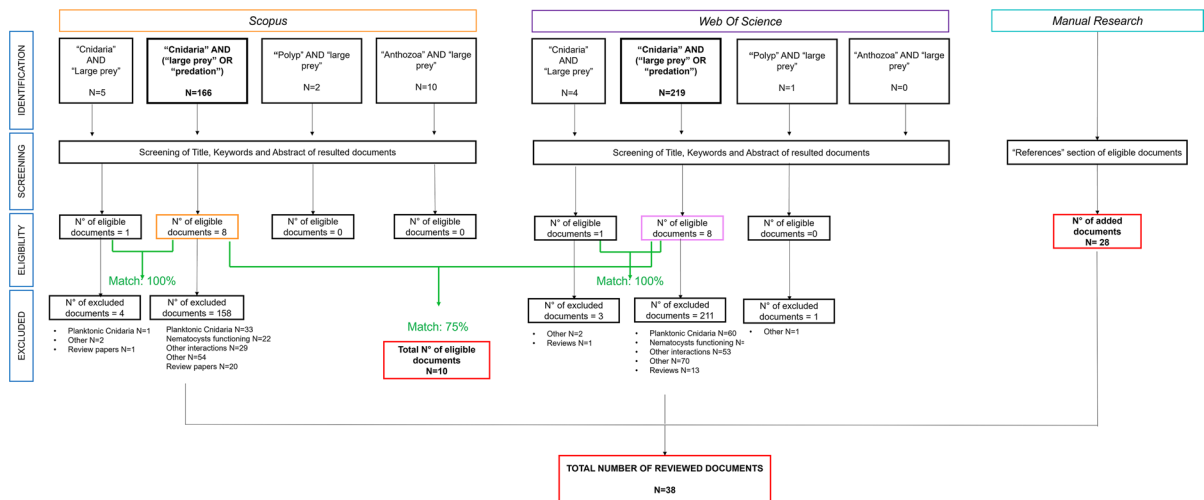 Scopus
Web Of Science
Manual Research
IDENTIFICATION
“Cnidaria”
AND
“Large prey”
N=5
“Cnidaria” AND
(“large prey” OR
“predation”)
N=166
“Polyp” AND “large
prey”
N=2
“Anthozoa” AND “large
prey”
N=10
“Cnidaria”
AND
“Large prey”
N=4
“Cnidaria” AND
(“large prey” OR
“predation”)
N=219
“Polyp” AND “large
prey”
N=1
“Anthozoa” AND “large
prey”
N=0
SCREENING
Screening of Title, Keywords and Abstract of resulted documents
Screening of Title, Keywords and Abstract of resulted documents
“References” section of eligible documents
ELIGIBILITY
N° of eligible
documents = 1
N° of eligible
documents = 8
N° of eligible
documents = 0
N° of eligible
documents = 0
N° of eligible
documents =1
N° of eligible
documents = 8
N° of eligible
documents =0
N° of added
documents
N= 28
Match: 100%
Match: 100%
EXCLUDED
N° of excluded
documents = 4
• Planktonic Cnidaria N=1
• Other N=2
• Review papers N=1
N° of excluded
documents = 158
Planktonic Cnidaria N=33
Nematocysts functioning N=22
Other interactions N=29
Other N=54
Review papers N=20
Match: 75%
Total N° of eligible
documents
N=10
N° of excluded
documents = 3
• Other N=2
• Reviews N=1
N° of excluded
documents = 211
• Planktonic Cnidaria N=60
• Nematocysts functioning N=
• Other interactions N=53
• Other N=70
• Reviews N=13
N° of excluded
documents = 1
• Other N=1
TOTAL NUMBER OF REVIEWED DOCUMENTS
N=38